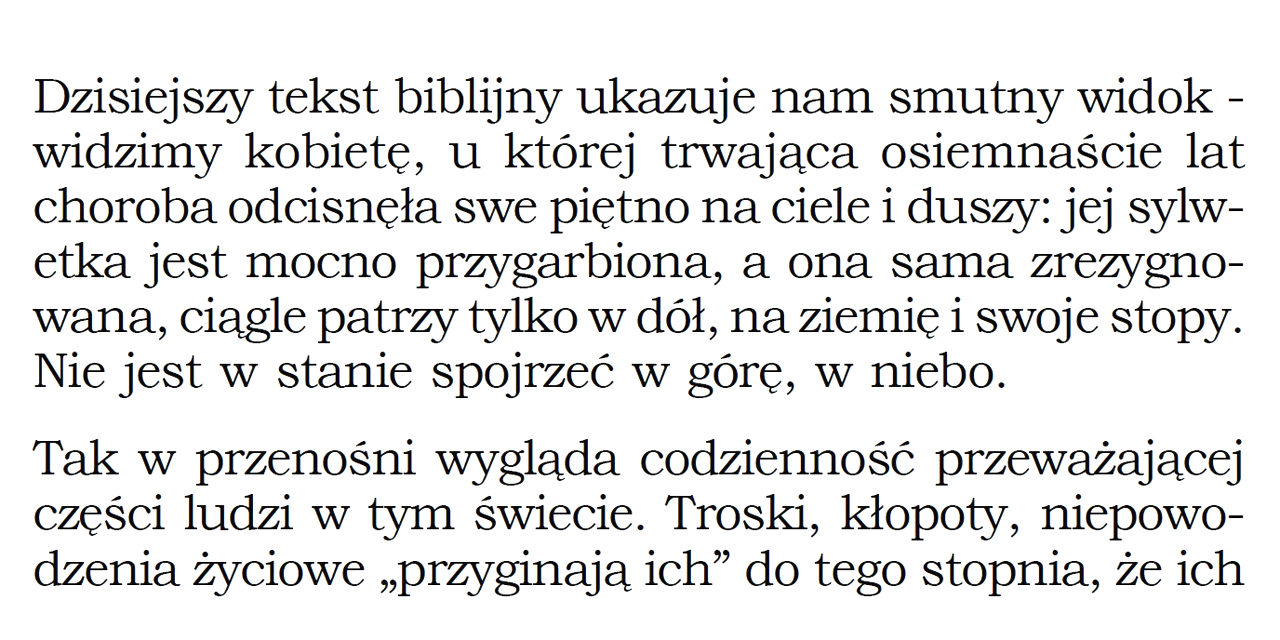 Dzisiejszy tekst biblijny ukazuje nam smutny widok -
widzimy kobietę, u której trwająca osiemnaście lat
choroba odcisnęła swe piętno na ciele i duszy: jej sylw-
etka jest mocno przygarbiona, a ona sama zrezygno-
wana, ciągle patrzy tylko w dół, na ziemię i swoje stopy.
Nie jest w stanie spojrzeć w górę, w niebo.
Tak w przenośni wygląda codzienność przeważającej
części ludzi w tym świecie. Troski, kłopoty, niepowo-
dzenia życiowe „przyginają ich” do tego stopnia, że ich